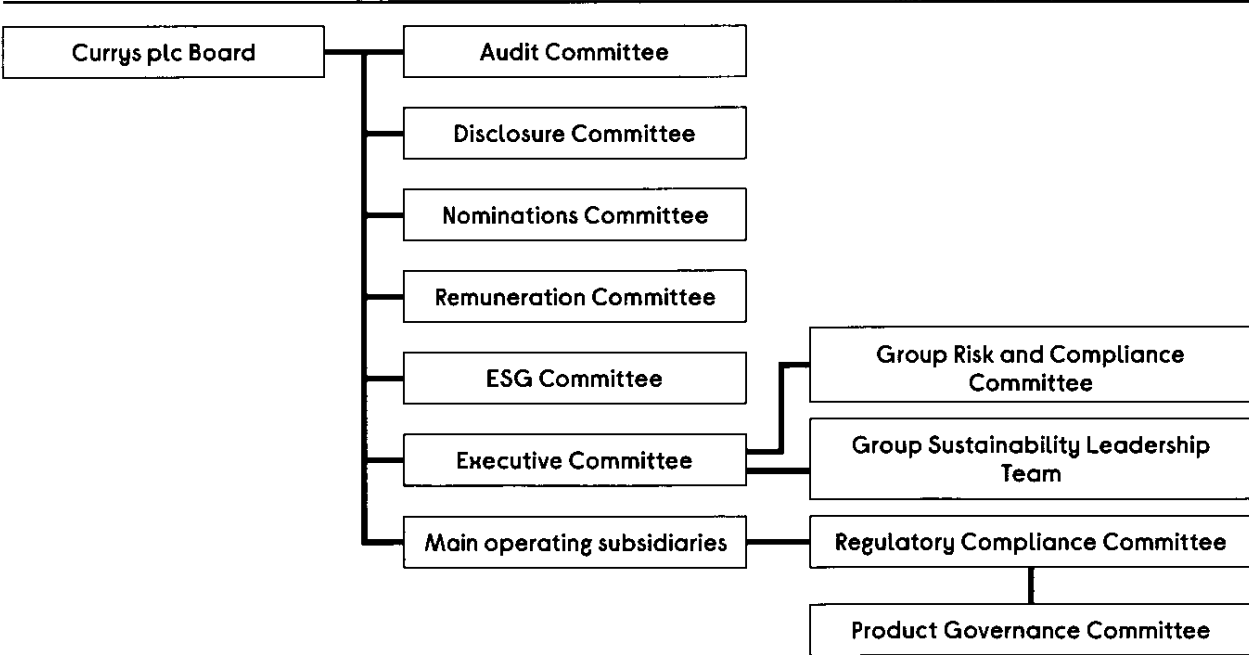 Currys plc Board
Audit Committee
Disclosure Committee
Nominations Committee
Remuneration Committee
ESG Committee
Executive Committee
Main operating subsidiaries
Group Risk and Compliance
Committee
Group Sustainability Leadership
Team
Regulatory Compliance Committee
Product Governance Committee